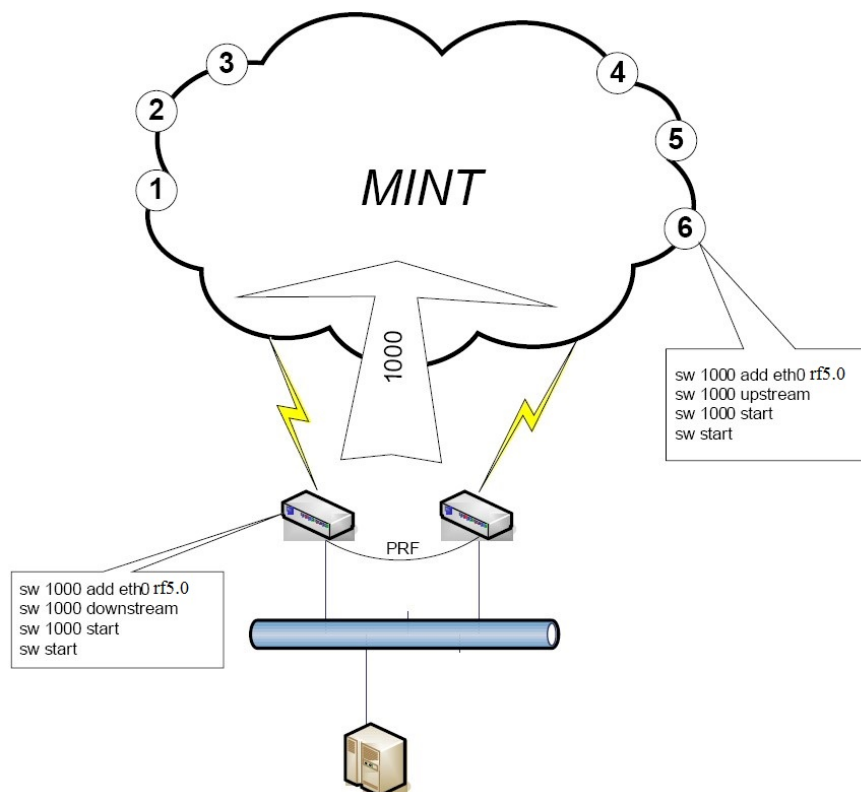 3
4
2
5
1
MINT
6
1000
sw 1000 add eth0 rf5.0
sw 1000 upstream
sw 1000 start
sw start
PRF
sw 1000 add eth0 rf5.0
sw 1000 downstream
sw 1000 start
sw start